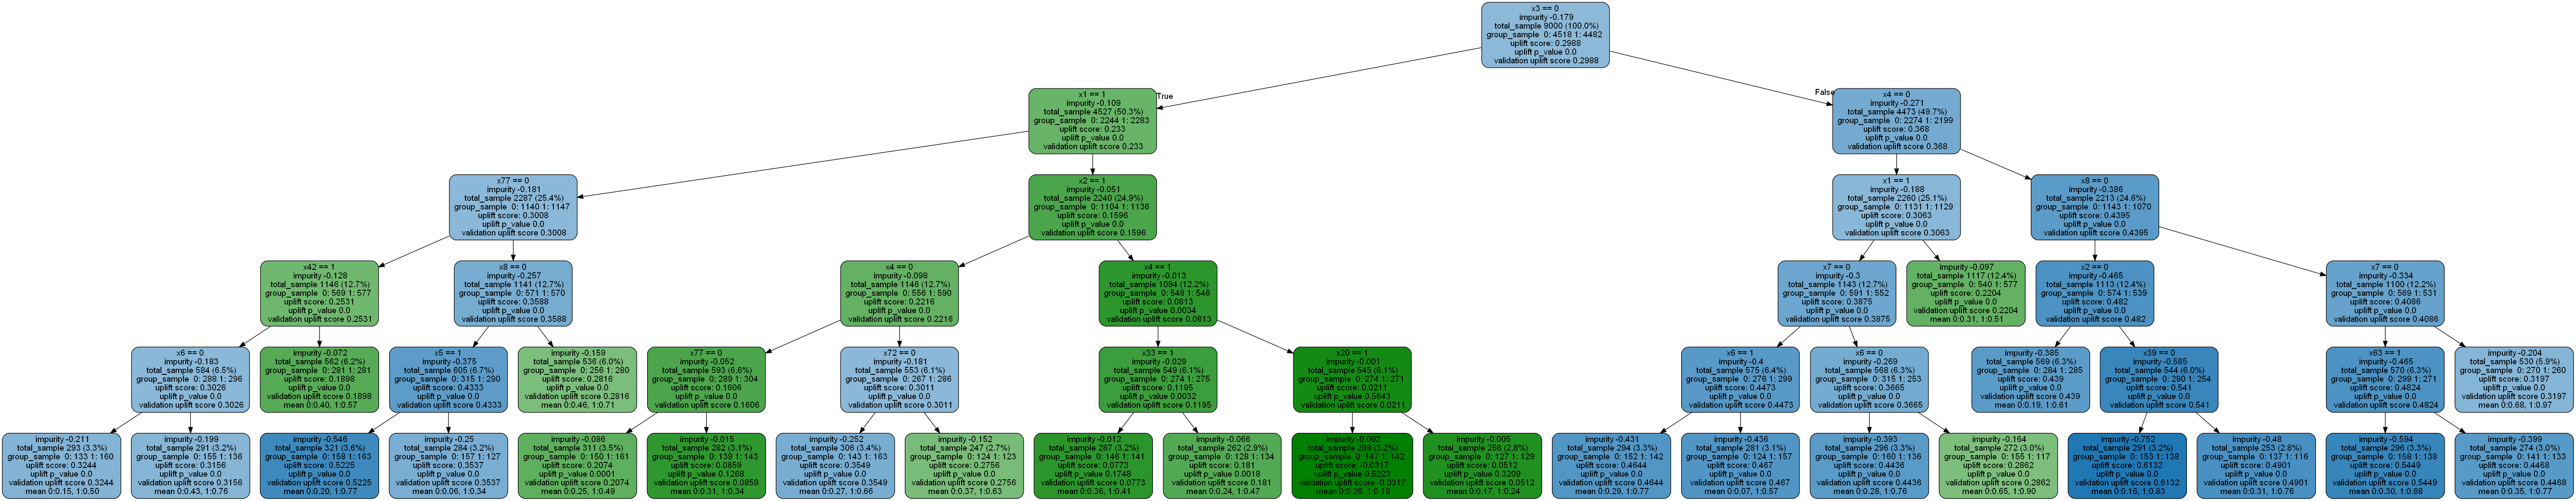 x3 == 0
impurity -0.179
total_sample 9000 (100.0%)
group_sample 0: 4518 1: 4482
uplift score: 0.2988
uplift p_value 0.0
validation uplift score 0.2988
True
False
x1 == 1
impurity -0.109
total_sample 4527 (50.3%)
group_sample 0: 2244 1: 2283
uplift score: 0.233
uplift p_value 0.0
validation uplift score 0.233
x4 == 0
impurity -0.271
total_sample 4473 (49.7%)
group_sample 0: 2274 1: 2199
uplift score: 0.368
uplift p_value 0.0
validation uplift score 0.368
x77 == 0
impurity -0.181
total_sample 2287 (25.4%)
group_sample 0: 1140 1: 1147
uplift score: 0.3008
uplift p_value 0.0
validation uplift score 0.3008
x2 == 1
impurity -0.051
total_sample 2240 (24.9%)
group_sample 0: 1104 1: 1136
uplift score: 0.1596
uplift p_value 0.0
validation uplift score 0.1596
x1 == 1
impurity -0.188
total_sample 2260 (25.1%)
group_sample 0: 1131 1: 1129
uplift score: 0.3063
uplift p_value 0.0
validation uplift score 0.3063
x8 == 0
impurity -0.386
total_sample 2213 (24.6%)
group_sample 0: 1143 1: 1070
uplift score: 0.4395
uplift p_value 0.0
validation uplift score 0.4395
x42 == 1
impurity -0.128
total_sample 1146 (12.7%)
group_sample 0: 569 1: 577
uplift score: 0.2531
uplift p_value 0.0
validation uplift score 0.2531
x8 == 0
impurity -0.257
total_sample 1141 (12.7%)
group_sample 0: 571 1: 570
uplift score: 0.3588
uplift p_value 0.0
validation uplift score 0.3588
x4 == 0
impurity -0.098
total_sample 1146 (12.7%)
group_sample 0: 556 1: 590
uplift score: 0.2216
uplift p_value 0.0
validation uplift score 0.2216
x4 == 1
impurity -0.013
total_sample 1094 (12.2%)
group_sample 0: 548 1: 546
uplift score: 0.0813
uplift p_value 0.0034
validation uplift score 0.0813
x7 == 0
impurity -0.3
total_sample 1143 (12.7%)
group_sample 0: 591 1: 552
uplift score: 0.3875
uplift p_value 0.0
validation uplift score 0.3875
impurity -0.097
total_sample 1117 (12.4%)
group_sample 0: 540 1: 577
uplift score: 0.2204
uplift p_value 0.0
validation uplift score 0.2204
mean 0:0.31, 1:0.51
x2 == 0
impurity -0.465
total_sample 1113 (12.4%)
group_sample 0: 574 1: 539
uplift score: 0.482
uplift p_value 0.0
validation uplift score 0.482
x7 == 0
impurity -0.334
total_sample 1100 (12.2%)
group_sample 0: 569 1: 531
uplift score: 0.4086
uplift p_value 0.0
validation uplift score 0.4086
x6 == 0
impurity -0.183
total_sample 584 (6.5%)
group_sample 0: 288 1: 296
uplift score: 0.3026
uplift p_value 0.0
validation uplift score 0.3026
impurity -0.072
total_sample 562 (6.2%)
group_sample 0: 281 1: 281
uplift score: 0.1898
uplift p_value 0.0
validation uplift score 0.1898
mean 0:0.40, 1:0.57
x5 == 1
impurity -0.375
total_sample 605 (6.7%)
group_sample 0: 315 1: 290
uplift score: 0.4333
uplift p_value 0.0
validation uplift score 0.4333
impurity -0.159
total_sample 536 (6.0%)
group_sample 0: 256 1: 280
uplift score: 0.2816
uplift p_value 0.0
validation uplift score 0.2816
mean 0:0.46, 1:0.71
x77 == 0
impurity -0.052
total_sample 593 (6.6%)
group_sample 0: 289 1: 304
uplift score: 0.1606
uplift p_value 0.0
validation uplift score 0.1606
x72 == 0
impurity -0.181
total_sample 553 (6.1%)
group_sample 0: 267 1: 286
uplift score: 0.3011
uplift p_value 0.0
validation uplift score 0.3011
x33 == 1
impurity -0.029
total_sample 549 (6.1%)
group_sample 0: 274 1: 275
uplift score: 0.1195
uplift p_value 0.0032
validation uplift score 0.1195
x20 == 1
impurity -0.001
total_sample 545 (6.1%)
group_sample 0: 274 1: 271
uplift score: 0.0211
uplift p_value 0.5643
validation uplift score 0.0211
x6 == 1
impurity -0.4
total_sample 575 (6.4%)
group_sample 0: 276 1: 299
uplift score: 0.4473
uplift p_value 0.0
validation uplift score 0.4473
x6 == 0
impurity -0.269
total_sample 568 (6.3%)
group_sample 0: 315 1: 253
uplift score: 0.3665
uplift p_value 0.0
validation uplift score 0.3665
impurity -0.385
total_sample 569 (6.3%)
group_sample 0: 284 1: 285
uplift score: 0.439
uplift p_value 0.0
validation uplift score 0.439
mean 0:0.19, 1:0.61
x39 == 0
impurity -0.585
total_sample 544 (6.0%)
group_sample 0: 290 1: 254
uplift score: 0.541
uplift p_value 0.0
validation uplift score 0.541
x63 == 1
impurity -0.465
total_sample 570 (6.3%)
group_sample 0: 299 1: 271
uplift score: 0.4824
uplift p_value 0.0
validation uplift score 0.4824
impurity -0.204
total_sample 530 (5.9%)
group_sample 0: 270 1: 260
uplift score: 0.3197
uplift p_value 0.0
validation uplift score 0.3197
mean 0:0.68, 1:0.97
impurity -0.211
total_sample 293 (3.3%)
group_sample 0: 133 1: 160
uplift score: 0.3244
uplift p_value 0.0
validation uplift score 0.3244
mean 0:0.15, 1:0.50
impurity -0.199
total_sample 291 (3.2%)
group_sample 0: 155 1: 136
uplift score: 0.3156
uplift p_value 0.0
validation uplift score 0.3156
mean 0:0.43, 1:0.76
impurity -0.546
total_sample 321 (3.6%)
group_sample 0: 158 1: 163
uplift score: 0.5225
uplift p_value 0.0
validation uplift score 0.5225
mean 0:0.20, 1:0.77
impurity -0.25
total_sample 284 (3.2%)
group_sample 0: 157 1: 127
uplift score: 0.3537
uplift p_value 0.0
validation uplift score 0.3537
mean 0:0.06, 1:0.34
impurity -0.086
total_sample 311 (3.5%)
group_sample 0: 150 1: 161
uplift score: 0.2074
uplift p_value 0.0001
validation uplift score 0.2074
mean 0:0.25, 1:0.49
impurity -0.015
total_sample 282 (3.1%)
group_sample 0: 139 1: 143
uplift score: 0.0859
uplift p_value 0.1268
validation uplift score 0.0859
mean 0:0.31, 1:0.34
impurity -0.252
total_sample 306 (3.4%)
group_sample 0: 143 1: 163
uplift score: 0.3549
uplift p_value 0.0
validation uplift score 0.3549
mean 0:0.27, 1:0.66
impurity -0.152
total_sample 247 (2.7%)
group_sample 0: 124 1: 123
uplift score: 0.2756
uplift p_value 0.0
validation uplift score 0.2756
mean 0:0.37, 1:0.63
impurity -0.012
total_sample 287 (3.2%)
group_sample 0: 146 1: 141
uplift score: 0.0773
uplift p_value 0.1748
validation uplift score 0.0773
mean 0:0.36, 1:0.41
impurity -0.066
total_sample 262 (2.9%)
group_sample 0: 128 1: 134
uplift score: 0.181
uplift p_value 0.0018
validation uplift score 0.181
mean 0:0.24, 1:0.47
impurity -0.002
total_sample 289 (3.2%)
group_sample 0: 147 1: 142
uplift score: -0.0317
uplift p_value 0.5223
validation uplift score -0.0317
mean 0:0.26, 1:0.19
impurity -0.005
total_sample 256 (2.8%)
group_sample 0: 127 1: 129
uplift score: 0.0512
uplift p_value 0.3209
validation uplift score 0.0512
mean 0:0.17, 1:0.24
impurity -0.431
total_sample 294 (3.3%)
group_sample 0: 152 1: 142
uplift score: 0.4644
uplift p_value 0.0
validation uplift score 0.4644
mean 0:0.29, 1:0.77
impurity -0.436
total_sample 281 (3.1%)
group_sample 0: 124 1: 157
uplift score: 0.467
uplift p_value 0.0
validation uplift score 0.467
mean 0:0.07, 1:0.57
impurity -0.393
total_sample 296 (3.3%)
group_sample 0: 160 1: 136
uplift score: 0.4436
uplift p_value 0.0
validation uplift score 0.4436
mean 0:0.28, 1:0.76
impurity -0.164
total_sample 272 (3.0%)
group_sample 0: 155 1: 117
uplift score: 0.2862
uplift p_value 0.0
validation uplift score 0.2862
mean 0:0.65, 1:0.90
impurity -0.752
total_sample 291 (3.2%)
group_sample 0: 153 1: 138
uplift score: 0.6132
uplift p_value 0.0
validation uplift score 0.6132
mean 0:0.16, 1:0.83
impurity -0.48
total_sample 253 (2.8%)
group_sample 0: 137 1: 116
uplift score: 0.4901
uplift p_value 0.0
validation uplift score 0.4901
mean 0:0.31, 1:0.76
impurity -0.594
total_sample 296 (3.3%)
group_sample 0: 158 1: 138
uplift score: 0.5449
uplift p_value 0.0
validation uplift score 0.5449
mean 0:0.30, 1:0.88
impurity -0.399
total_sample 274 (3.0%)
group_sample 0: 141 1: 133
uplift score: 0.4468
uplift p_value 0.0
validation uplift score 0.4468
mean 0:0.35, 1:0.77